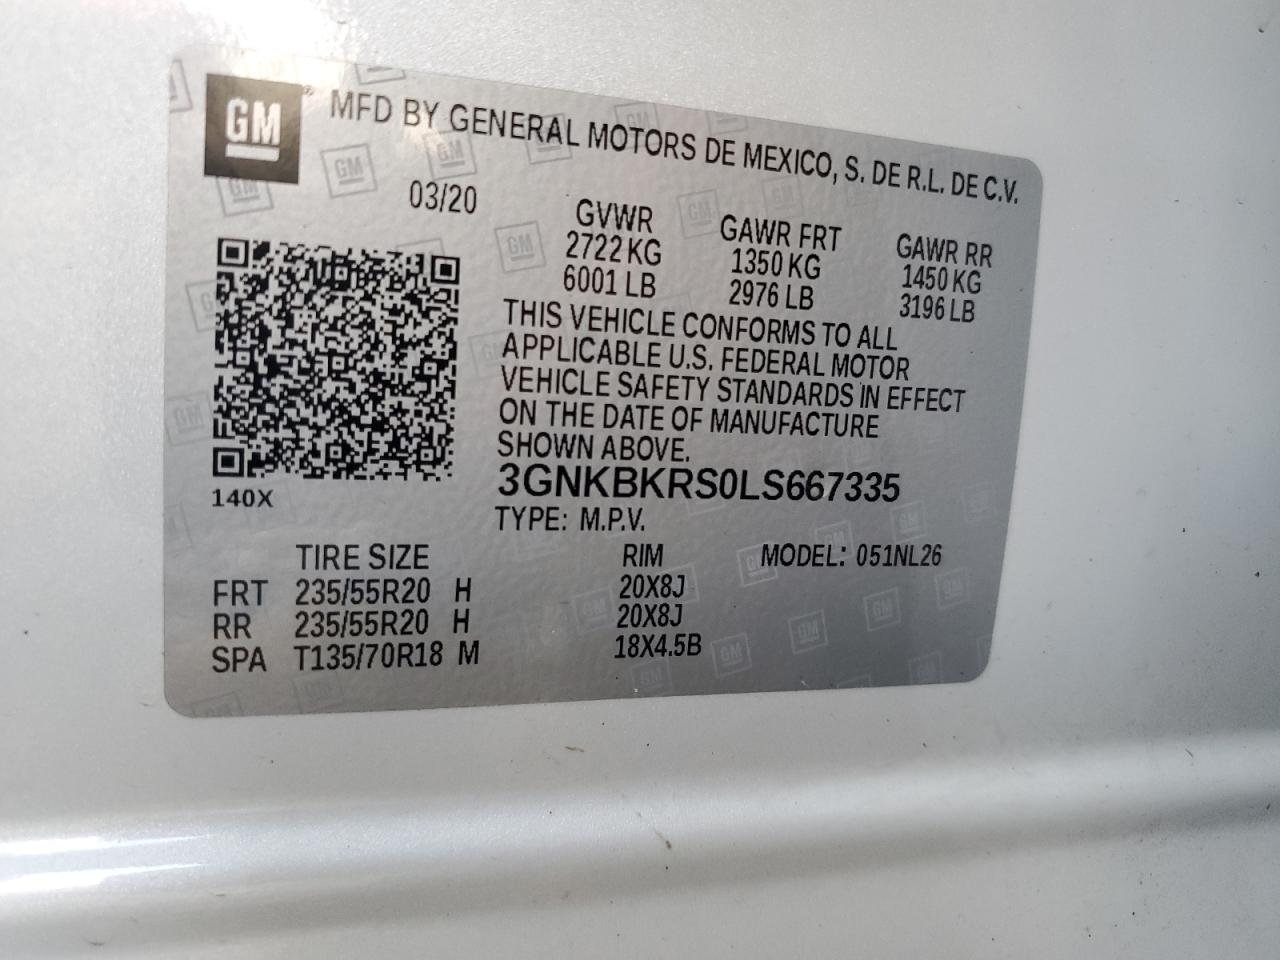 GM® MFD BY GENERAL MOTORS DE MEXICO, S. DE R.L. DE C.V.
03/20
GVWR GAWR FRT GAWR RR
2722 KG 1350 KG 1450 KG
6001 LB 2976 LB 3196 LB
THIS VEHICLE CONFORMS TO ALL
APPLICABLE U.S. FEDERAL MOTOR
VEHICLE SAFETY STANDARDS IN EFFECT
ON THE DATE OF MANUFACTURE
SHOWN ABOVE.
3GNKBKRS0LS667335
140X
TYPE: M.P.V.
TIRE SIZE RIM MODEL: 051NL26
FRT 235/55R20 H 20X8J
RR 235/55R20 H 20X8J
SPA T135/70R18 M 18X4.5B